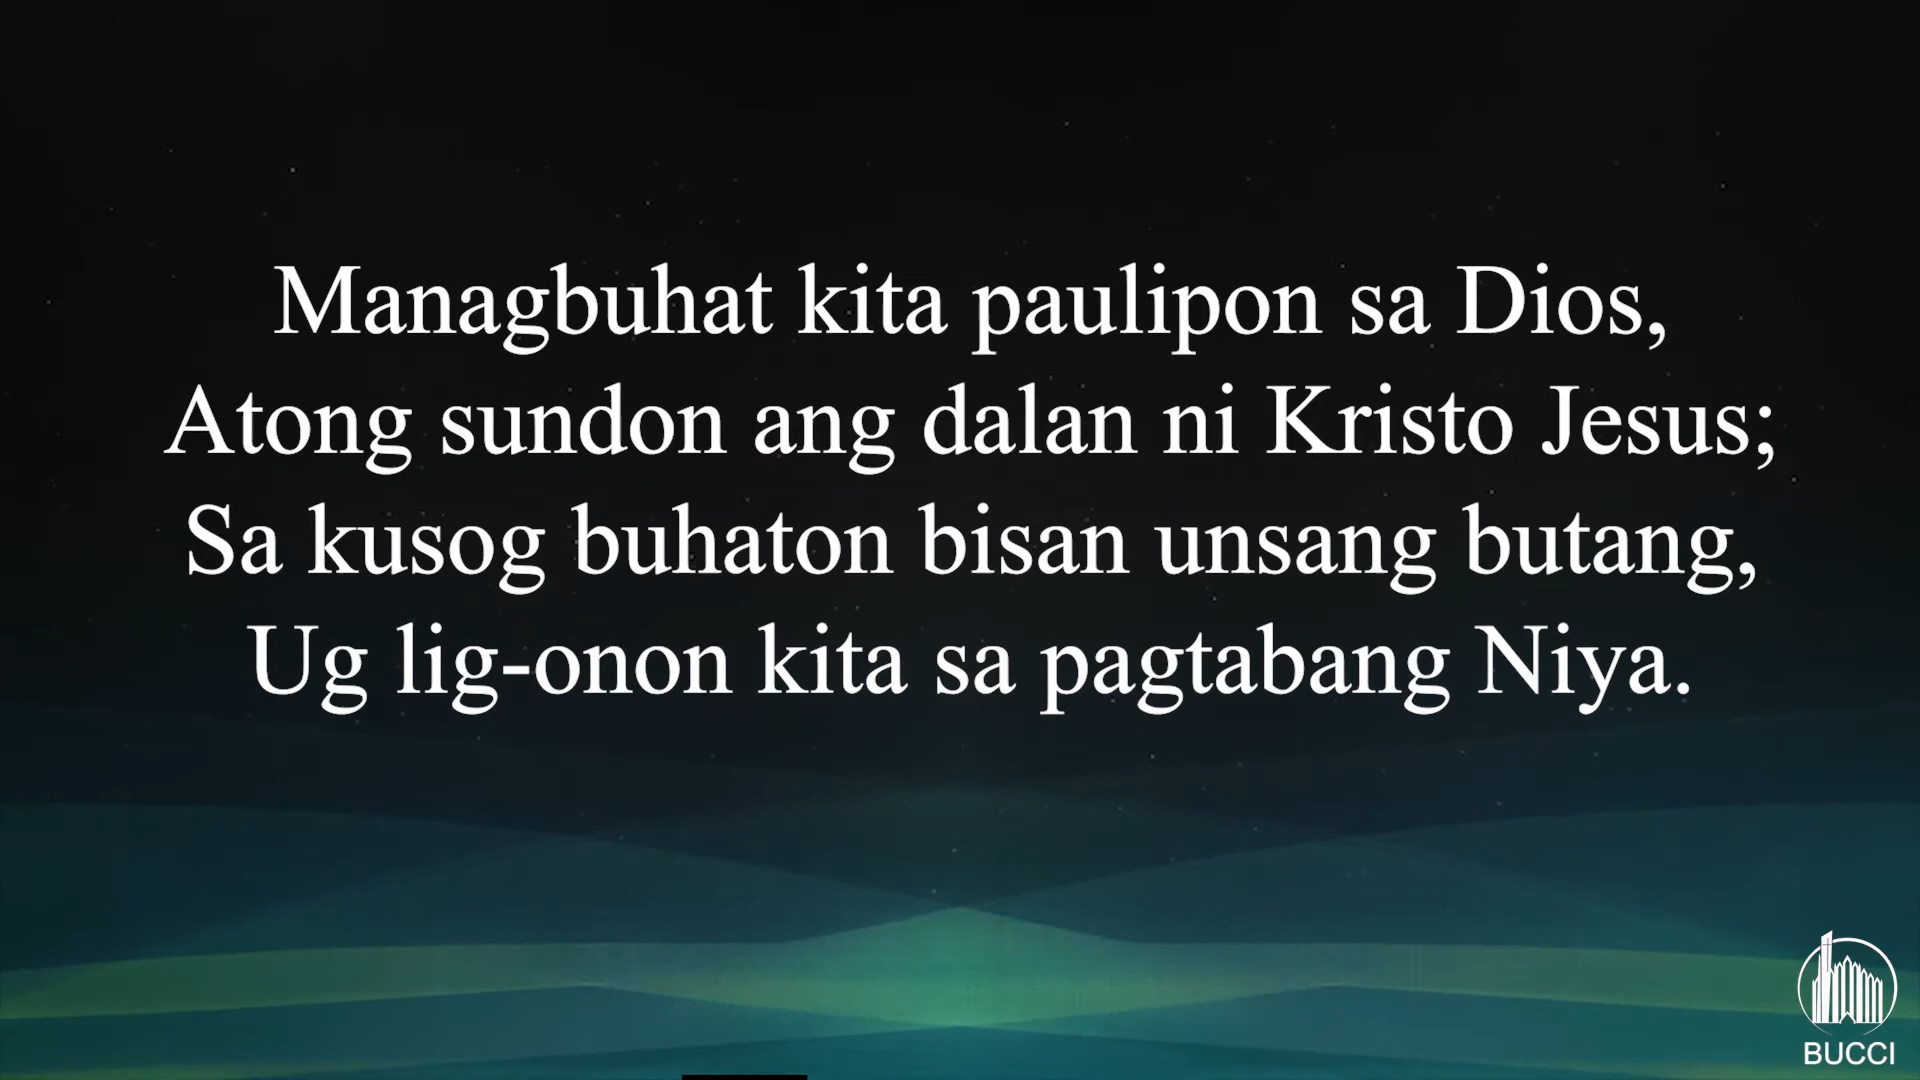 Managbuhat kita paulipon sa Dios,
Atong sundon ang dalan ni Kristo Jesus;
Sa kusog buhaton bisan unsang butang,
Ug lig-onon kita sa pagtabang Niya.
BUCCI